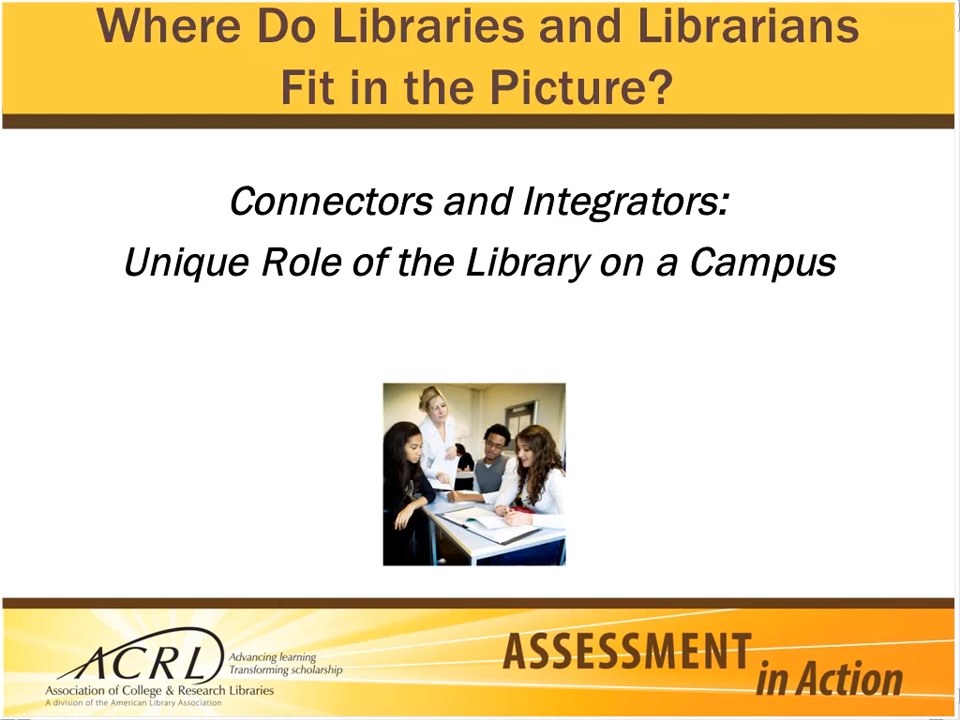 Where Do Libraries and Librarians
Fit in the Picture?
Connectors and Integrators:
Unique Role of the Library on a Campus
ACRL
Advancing learning
Transforming scholarship
Association of College & Research Libraries
A division of the American Library Association
ASSESSMENT
in Action